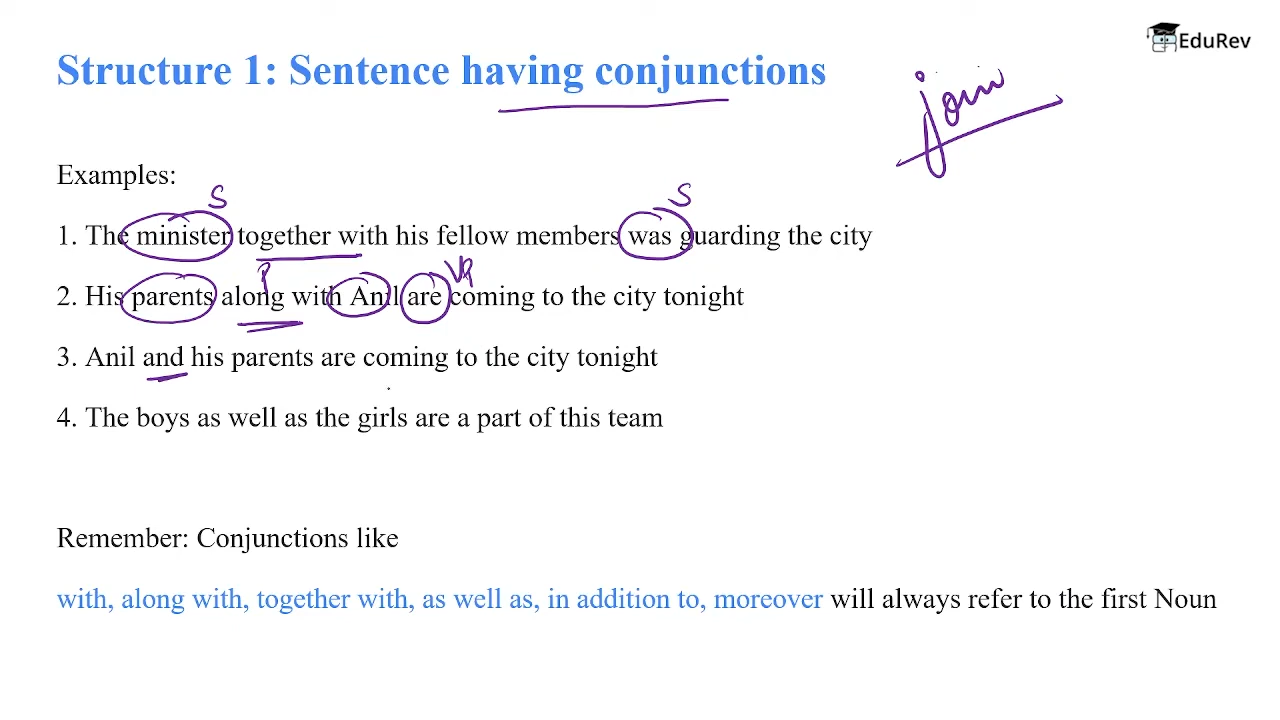 EduRev
Structure 1: Sentence having conjunctions
join
Examples:
S
S
1. The minister together with his fellow members was guarding the city
P
VP
2. His parents along with Anil are coming to the city tonight
3. Anil and his parents are coming to the city tonight
4. The boys as well as the girls are a part of this team
Remember: Conjunctions like
with, along with, together with, as well as, in addition to, moreover will always refer to the first Noun